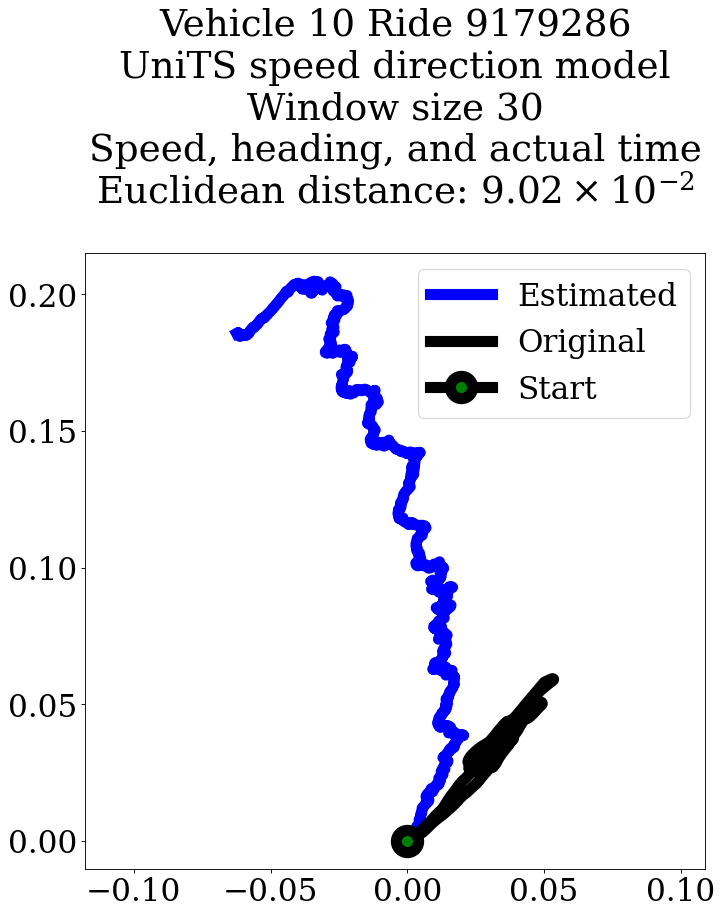 Vehicle 10 Ride 9179286
UniTS speed direction model
Window size 30
Speed, heading, and actual time
Euclidean distance: 9.02 × 10⁻²
Estimated
Original
Start
0.20
0.15
0.10
0.05
0.00
−0.10 −0.05 0.00 0.05 0.10